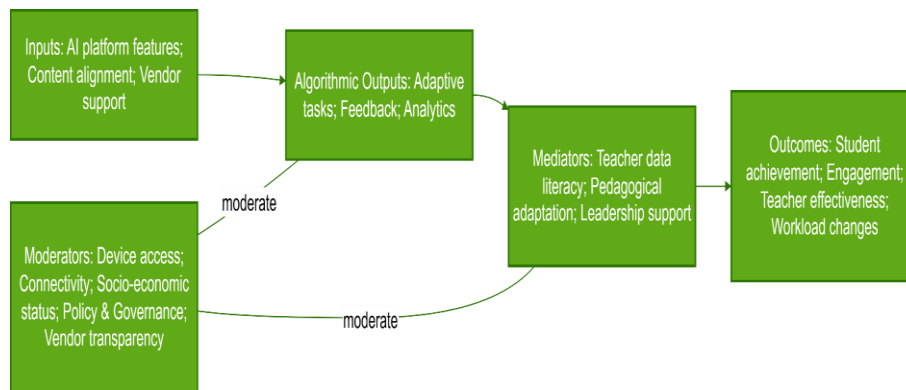 Inputs: AI platform features;
Content alignment; Vendor
support
Algorithmic Outputs: Adaptive
tasks; Feedback; Analytics
Mediators: Teacher data
literacy; Pedagogical
adaptation; Leadership support
Outcomes: Student
achievement; Engagement;
Teacher effectiveness;
Workload changes
moderate
Moderators: Device access;
Connectivity; Socio-economic
status; Policy & Governance;
Vendor transparency
moderate